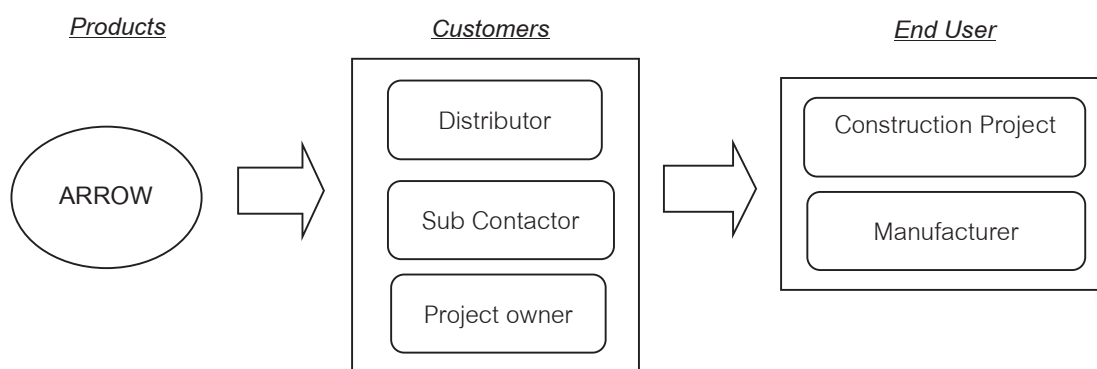 Products
Customers
End User
ARROW
Distributor
Sub Contactor
Project owner
Construction Project
Manufacturer